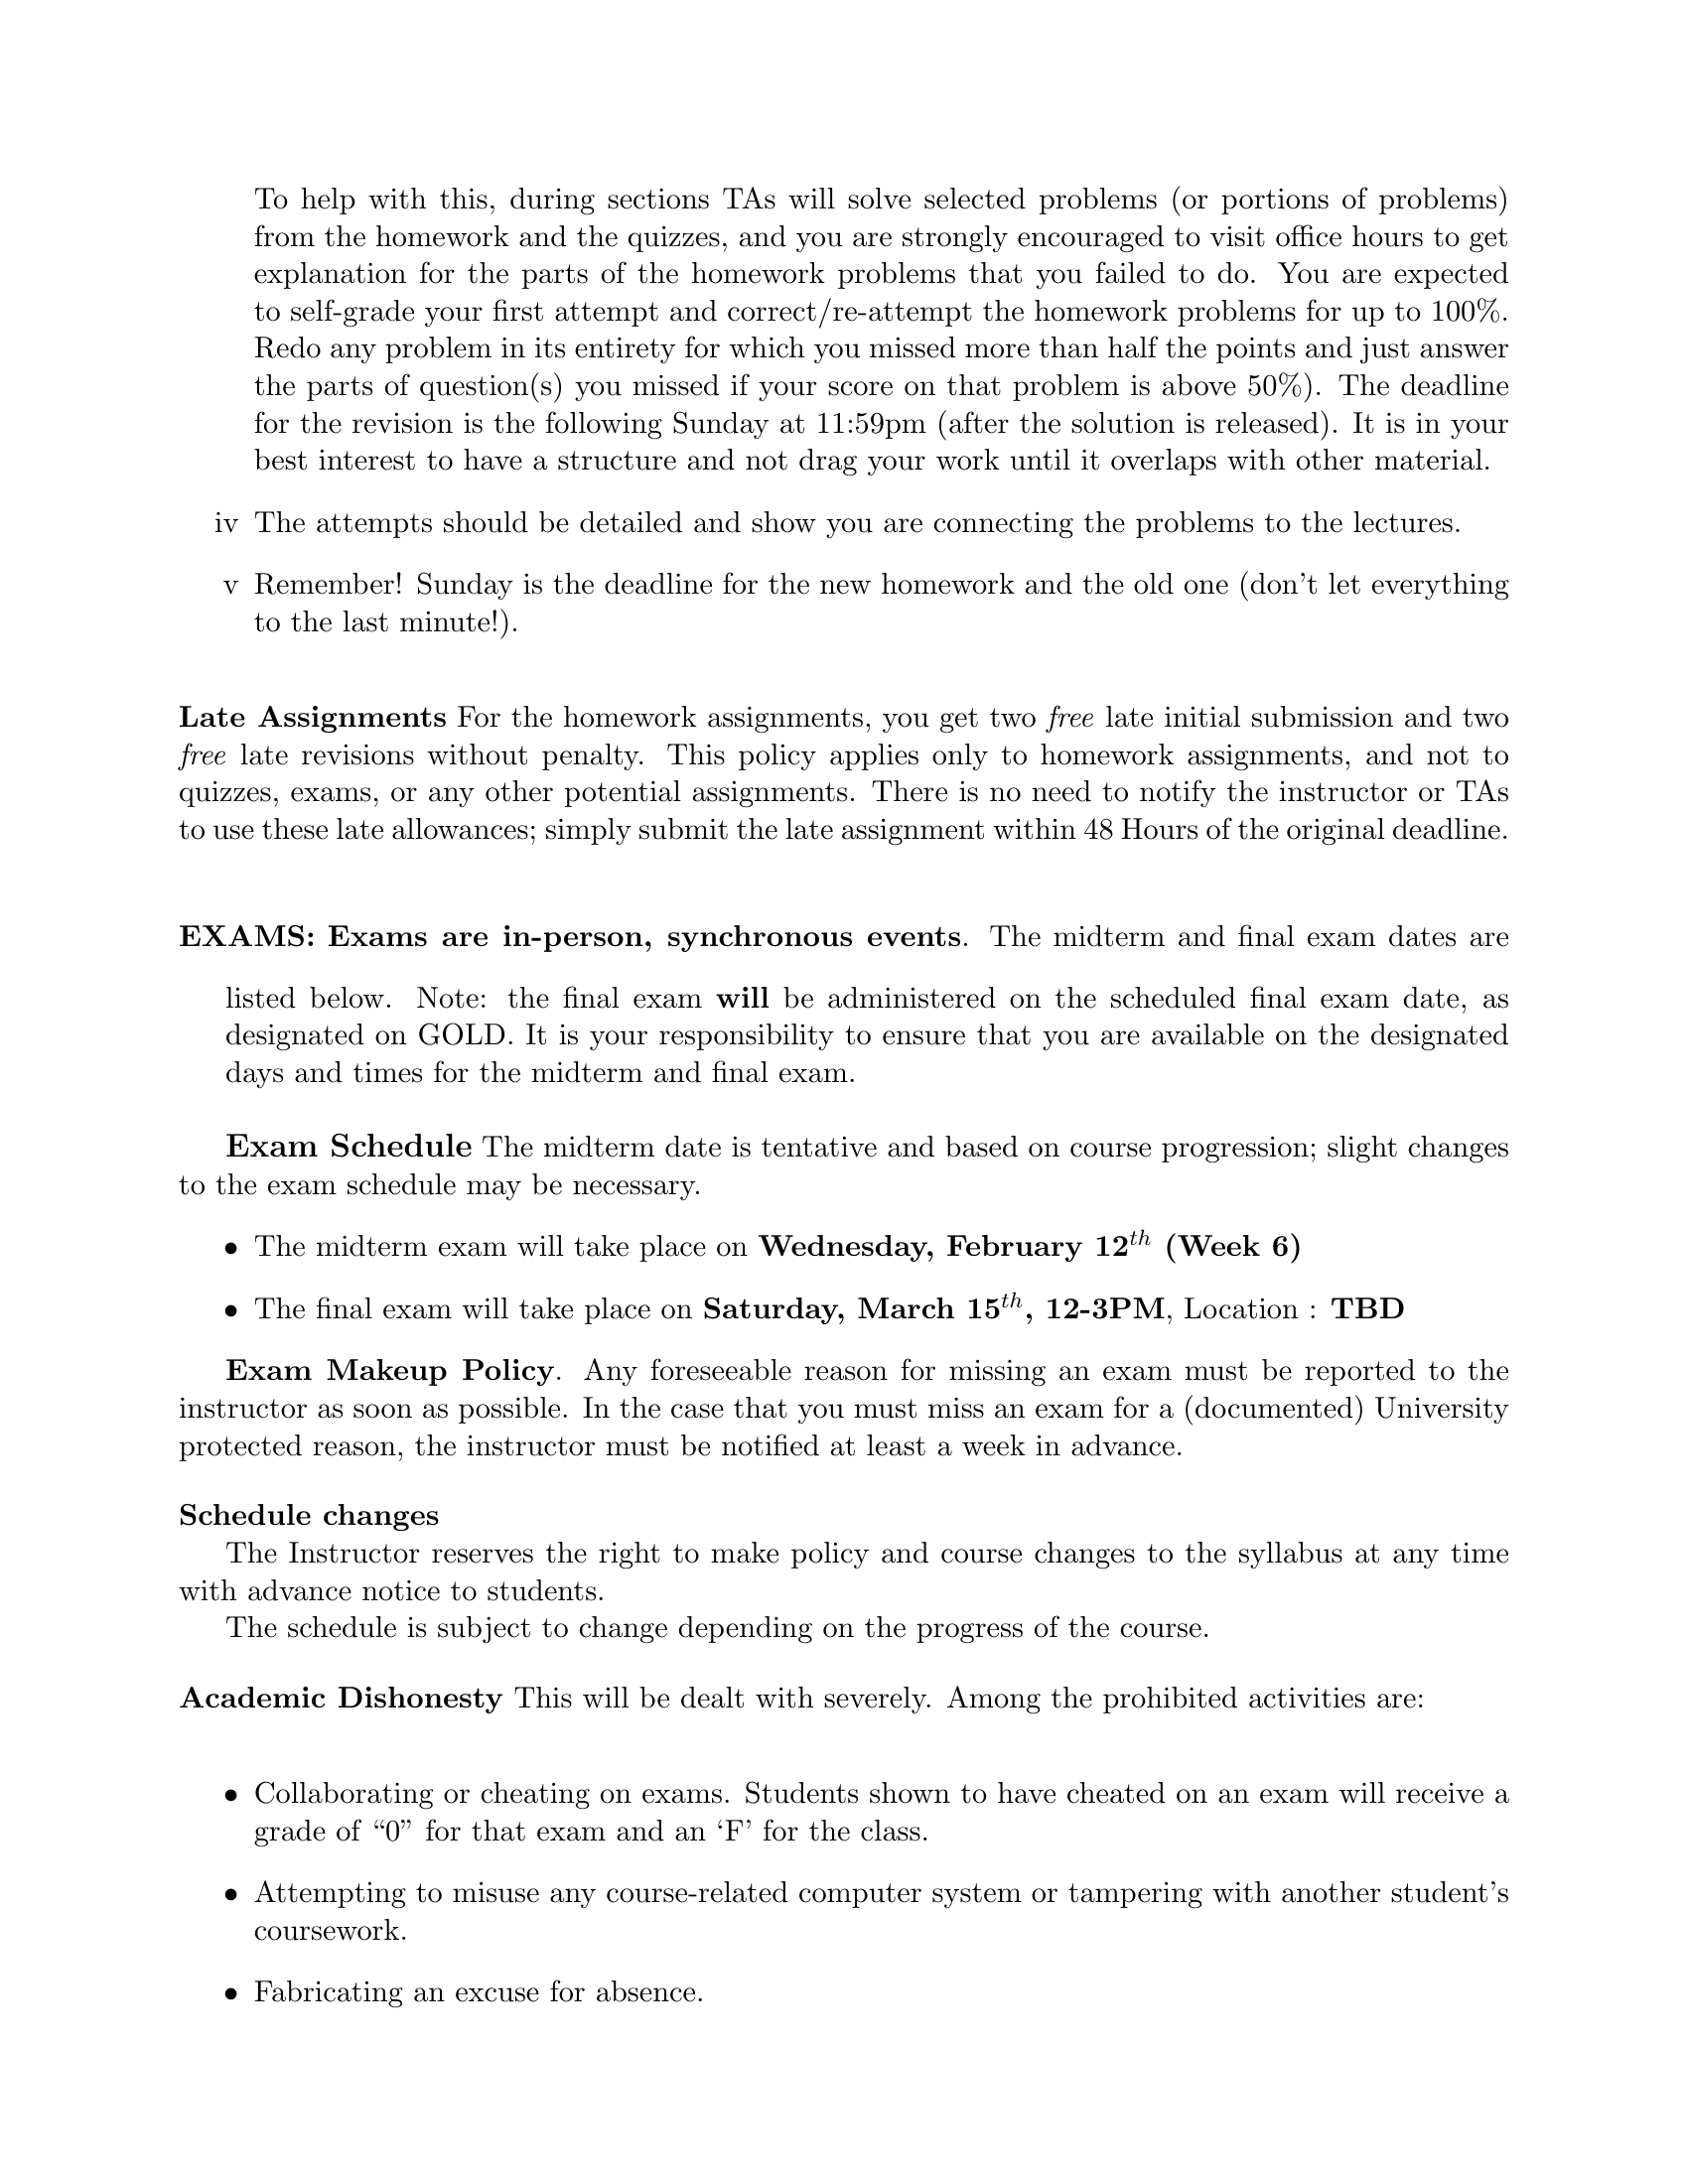 To help with this, during sections TAs will solve selected problems (or portions of problems)
from the homework and the quizzes, and you are strongly encouraged to visit office hours to get
explanation for the parts of the homework problems that you failed to do. You are expected
to self-grade your first attempt and correct/re-attempt the homework problems for up to 100%.
Redo any problem in its entirety for which you missed more than half the points and just answer
the parts of question(s) you missed if your score on that problem is above 50%). The deadline
for the revision is the following Sunday at 11:59pm (after the solution is released). It is in your
best interest to have a structure and not drag your work until it overlaps with other material.
iv The attempts should be detailed and show you are connecting the problems to the lectures.
v Remember! Sunday is the deadline for the new homework and the old one (don't let everything
to the last minute!).
Late Assignments For the homework assignments, you get two free late initial submission and two
free late revisions without penalty. This policy applies only to homework assignments, and not to
quizzes, exams, or any other potential assignments. There is no need to notify the instructor or TAs
to use these late allowances; simply submit the late assignment within 48 Hours of the original deadline.
EXAMS: Exams are in-person, synchronous events. The midterm and final exam dates are
listed below. Note: the final exam will be administered on the scheduled final exam date, as
designated on GOLD. It is your responsibility to ensure that you are available on the designated
days and times for the midterm and final exam.
Exam Schedule The midterm date is tentative and based on course progression; slight changes
to the exam schedule may be necessary.
• The midterm exam will take place on Wednesday, February 12th (Week 6)
• The final exam will take place on Saturday, March 15th, 12-3PM, Location : TBD
Exam Makeup Policy. Any foreseeable reason for missing an exam must be reported to the
instructor as soon as possible. In the case that you must miss an exam for a (documented) University
protected reason, the instructor must be notified at least a week in advance.
Schedule changes
The Instructor reserves the right to make policy and course changes to the syllabus at any time
with advance notice to students.
The schedule is subject to change depending on the progress of the course.
Academic Dishonesty This will be dealt with severely. Among the prohibited activities are:
• Collaborating or cheating on exams. Students shown to have cheated on an exam will receive a
grade of “0” for that exam and an ‘F’ for the class.
• Attempting to misuse any course-related computer system or tampering with another student's
coursework.
• Fabricating an excuse for absence.